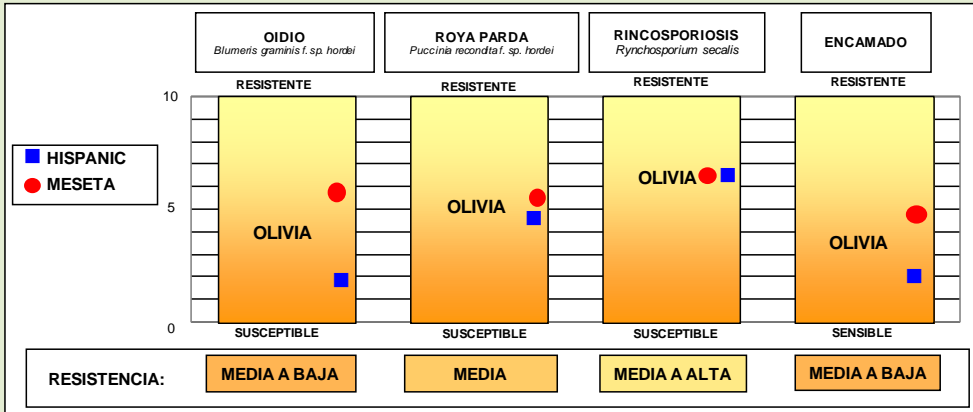 OIDIO
Blumeris graminis f. sp. hordei
ROYA PARDA
Puccinia recondita f. sp. hordei
RINCOSPORIOSIS
Rynchosporium secalis
ENCAMADO
RESISTENTE
RESISTENTE
RESISTENTE
RESISTENTE
10
HISPANIC
MESETA
5
OLIVIA
OLIVIA
OLIVIA
OLIVIA
0
SUSCEPTIBLE
SUSCEPTIBLE
SUSCEPTIBLE
SENSIBLE
RESISTENCIA:
MEDIA A BAJA
MEDIA
MEDIA A ALTA
MEDIA A BAJA